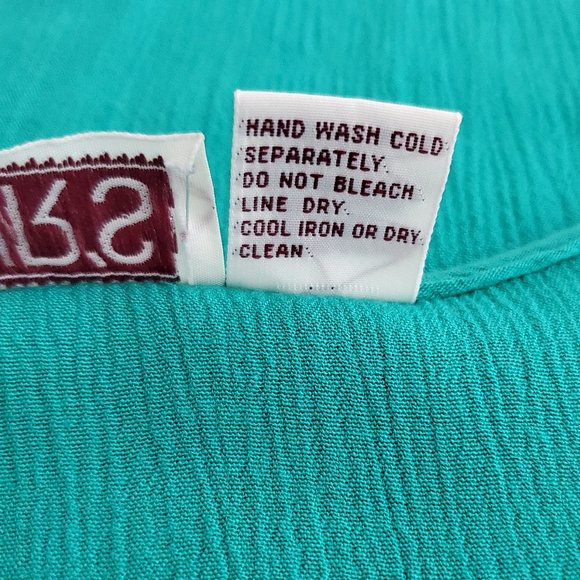 HAND WASH COLD
SEPARATELY.
DO NOT BLEACH
LINE DRY.
COOL IRON OR DRY
CLEAN